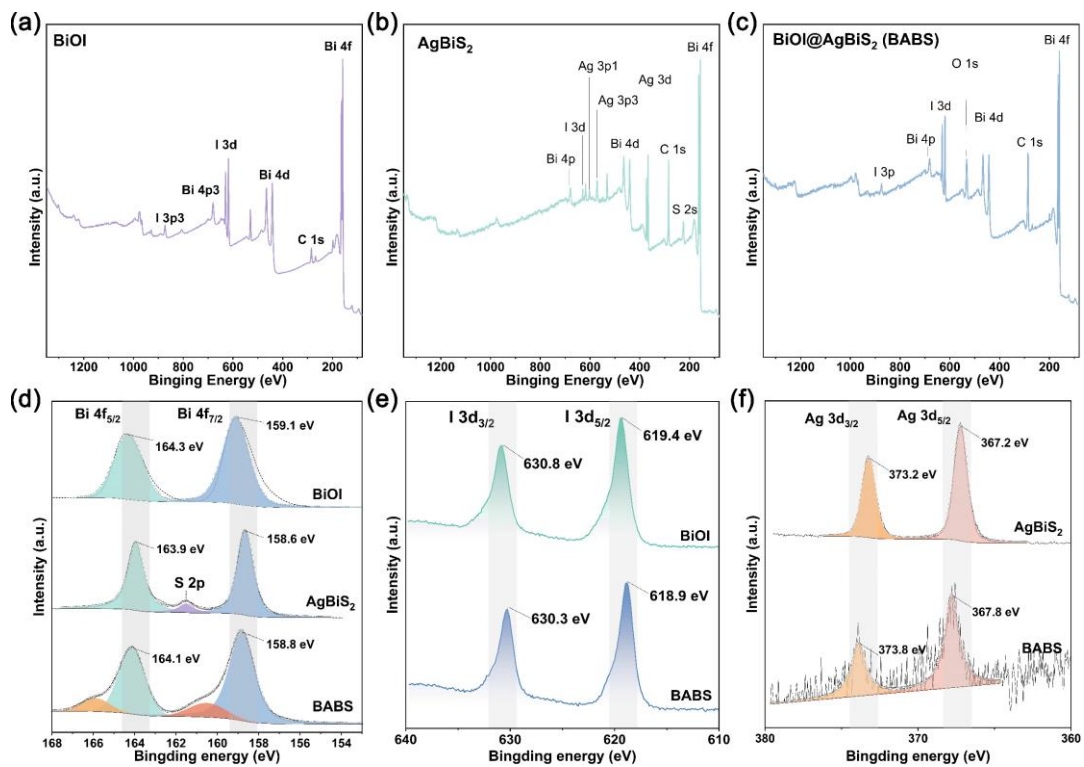 (a)
BiOI
Bi 4f
I 3d
Bi 4p3
Bi 4d
I 3p3
C 1s
Intensity (a.u.)
1200 1000 800 600 400 200
Binging Energy (eV)
(b)
AgBiS2
Bi 4f
Ag 3p1
Ag 3d
Ag 3p3
I 3d
Bi 4d
Bi 4p
C 1s
S 2s
Intensity (a.u.)
1200 1000 800 600 400 200
Binging Energy (eV)
(c)
BiOI@AgBiS2 (BABS)
Bi 4f
O 1s
I 3d
Bi 4d
Bi 4p
C 1s
I 3p
Intensity (a.u.)
1200 1000 800 600 400 200
Binging Energy (eV)
(d)
Bi 4f5/2 Bi 4f7/2
159.1 eV
164.3 eV
BiOI
163.9 eV
158.6 eV
S 2p
AgBiS2
164.1 eV
158.8 eV
BABS
Intensity (a.u.)
168 166 164 162 160 158 156 154
Bingding energy (eV)
(e)
I 3d3/2 I 3d5/2
619.4 eV
630.8 eV
BiOI
618.9 eV
630.3 eV
BABS
Intensity (a.u.)
640 630 620 610
Bingding energy (eV)
(f)
Ag 3d3/2 Ag 3d5/2
367.2 eV
373.2 eV
AgBiS2
367.8 eV
373.8 eV
BABS
Intensity (a.u.)
380 370 360
Bingding energy (eV)